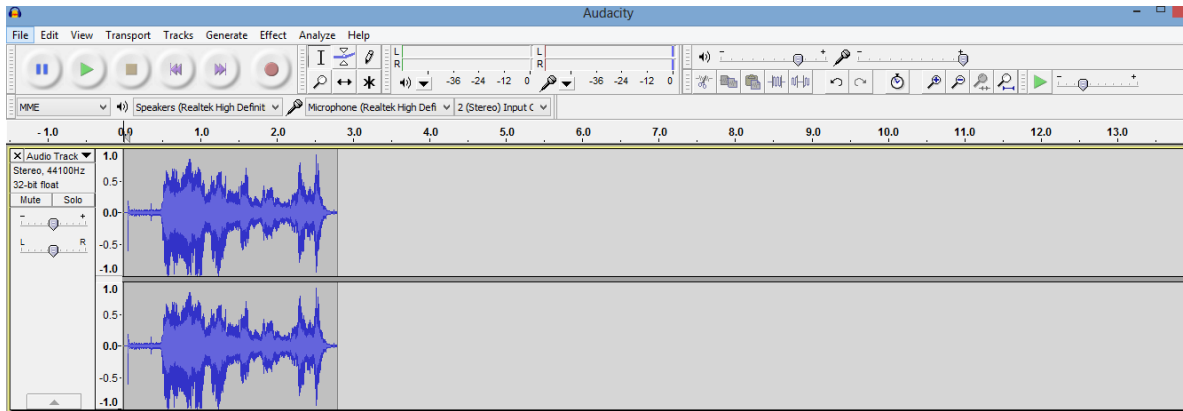 Audacity
File Edit View Transport Tracks Generate Effect Analyze Help
L
R
L
R
-36 -24 -12 0
-36 -24 -12 0
MME
Speakers (Realtek High Definit
Microphone (Realtek High Defi
2 (Stereo) Input C
- 1.0 0.0 1.0 2.0 3.0 4.0 5.0 6.0 7.0 8.0 9.0 10.0 11.0 12.0 13.0
X Audio Track
Stereo, 44100Hz
32-bit float
Mute Solo
- +
L R
1.0
0.5-
0.0-
-0.5-
-1.0
1.0
0.5-
0.0-
-0.5-
-1.0